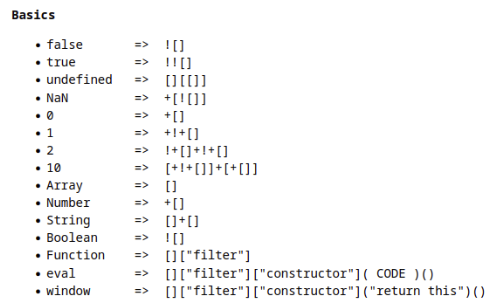 Basics
• false => ![]
• true => !![]
• undefined => [][[]]
• NaN => +[![]]
• 0 => +[]
• 1 => +!+[]
• 2 => !+[]+!+[]
• 10 => [+!+[]]+[+[]]
• Array => []
• Number => +[]
• String => []+[]
• Boolean => ![]
• Function => []["filter"]
• eval => []["filter"]["constructor"]( CODE )()
• window => []["filter"]["constructor"]("return this")()